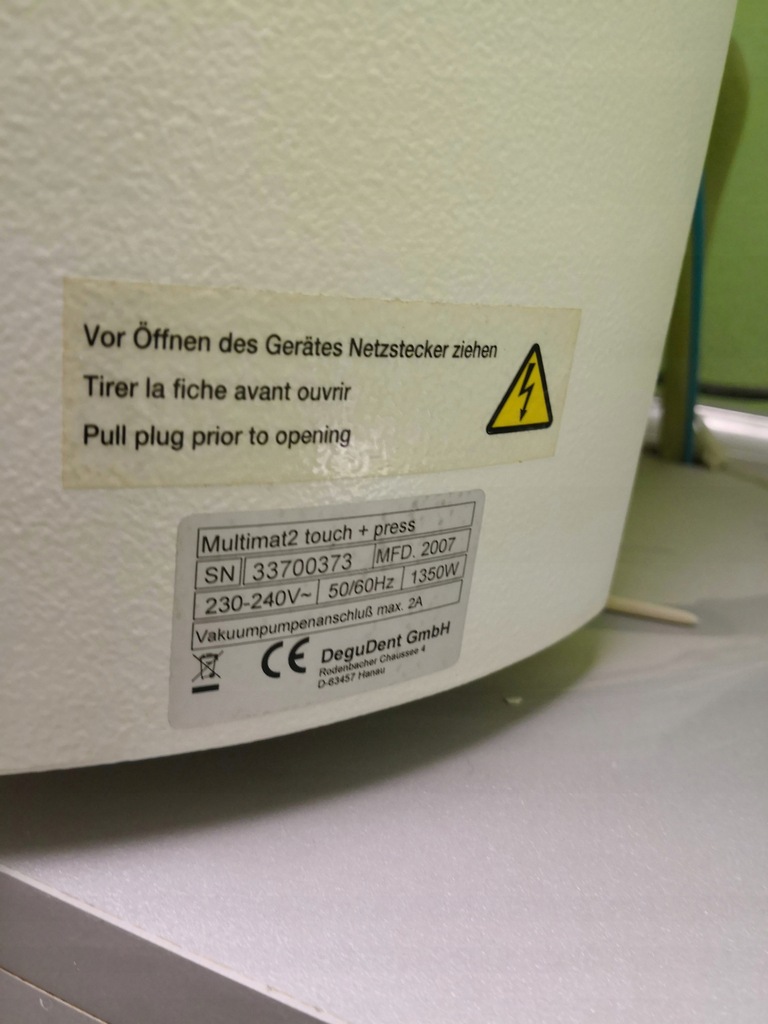 Vor Öffnen des Gerätes Netzstecker ziehen
Tirer la fiche avant ouvrir
Pull plug prior to opening
Multimat2 touch + press
SN 33700373 MFD. 2007
230-240V~ 50/60Hz 1350W
Vakuumpumpenanschluß max. 2A
CE DeguDent GmbH
Rodenbacher Chaussee 4
D-63457 Hanau